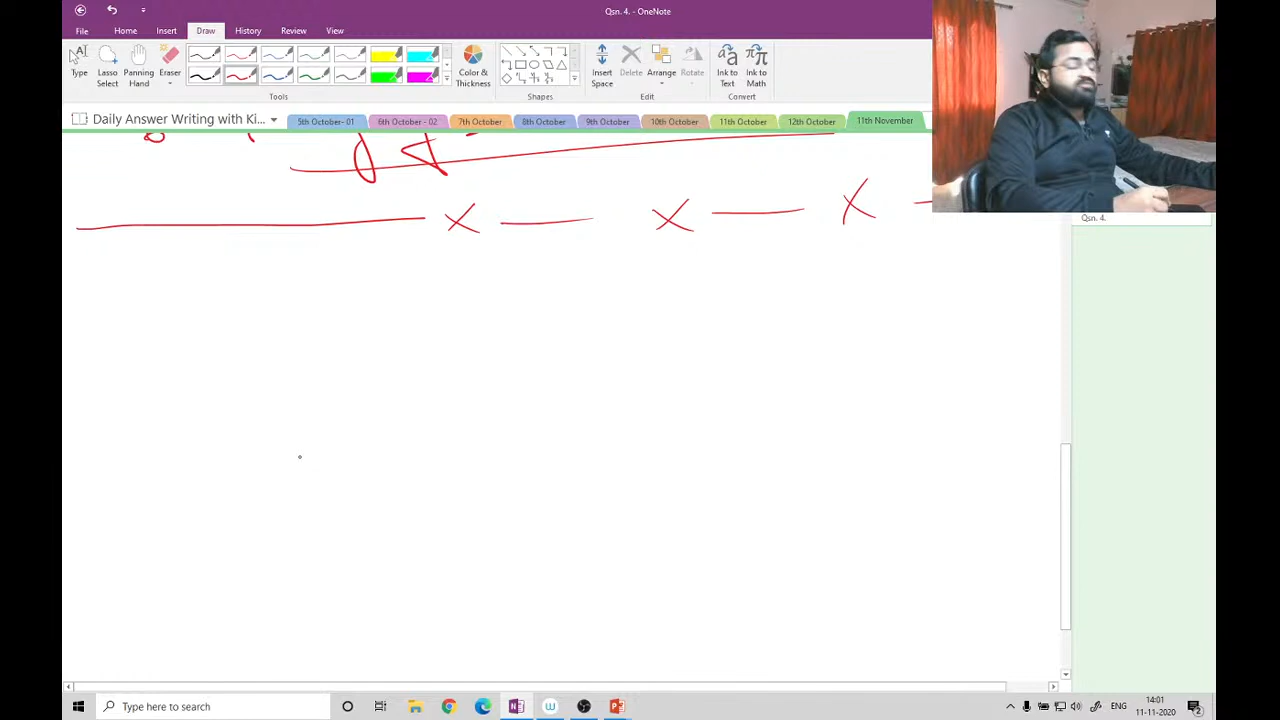 Qsn. 4. - OneNote
File Home Insert Draw History Review View
Type Lasso Select Panning Hand Eraser Color & Thickness Insert Space Delete Arrange Rotate Ink to Text Ink to Math
Tools Shapes Edit Convert
Daily Answer Writing with Ki... 5th October- 01 6th October - 02 7th October 8th October 9th October 10th October 11th October 12th October 11th November
Qsn. 4.
x — x — x
Type here to search
ENG 14:01 11-11-2020 2